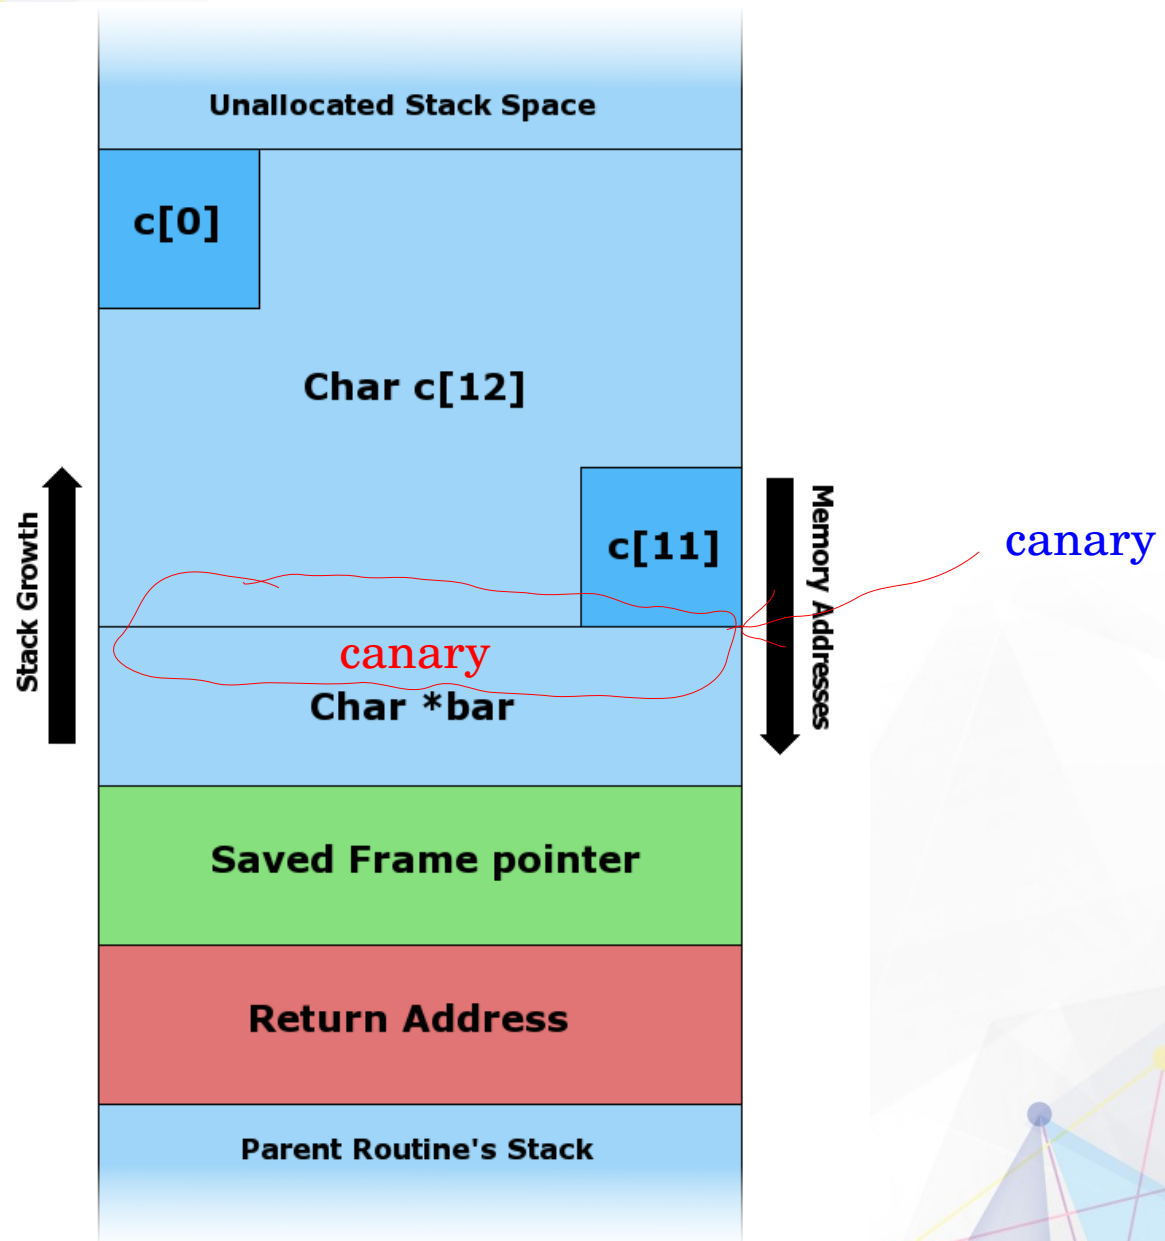 Unallocated Stack Space
c[0]
Char c[12]
Stack Growth
c[11]
Memory Addresses
canary
canary
Char *bar
Saved Frame pointer
Return Address
Parent Routine's Stack